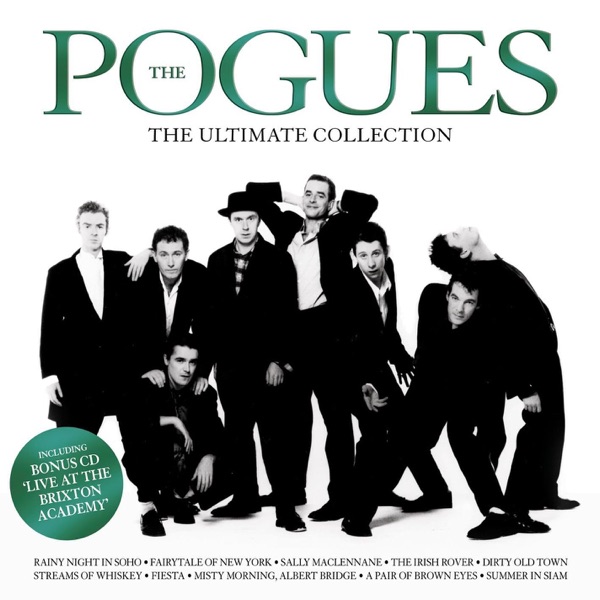 THE
POGUES
THE ULTIMATE COLLECTION
INCLUDING
BONUS CD
‘LIVE AT THE
BRIXTON
ACADEMY’
RAINY NIGHT IN SOHO • FAIRYTALE OF NEW YORK • SALLY MACLENNANE • THE IRISH ROVER • DIRTY OLD TOWN
STREAMS OF WHISKEY • FIESTA • MISTY MORNING, ALBERT BRIDGE • A PAIR OF BROWN EYES • SUMMER IN SIAM